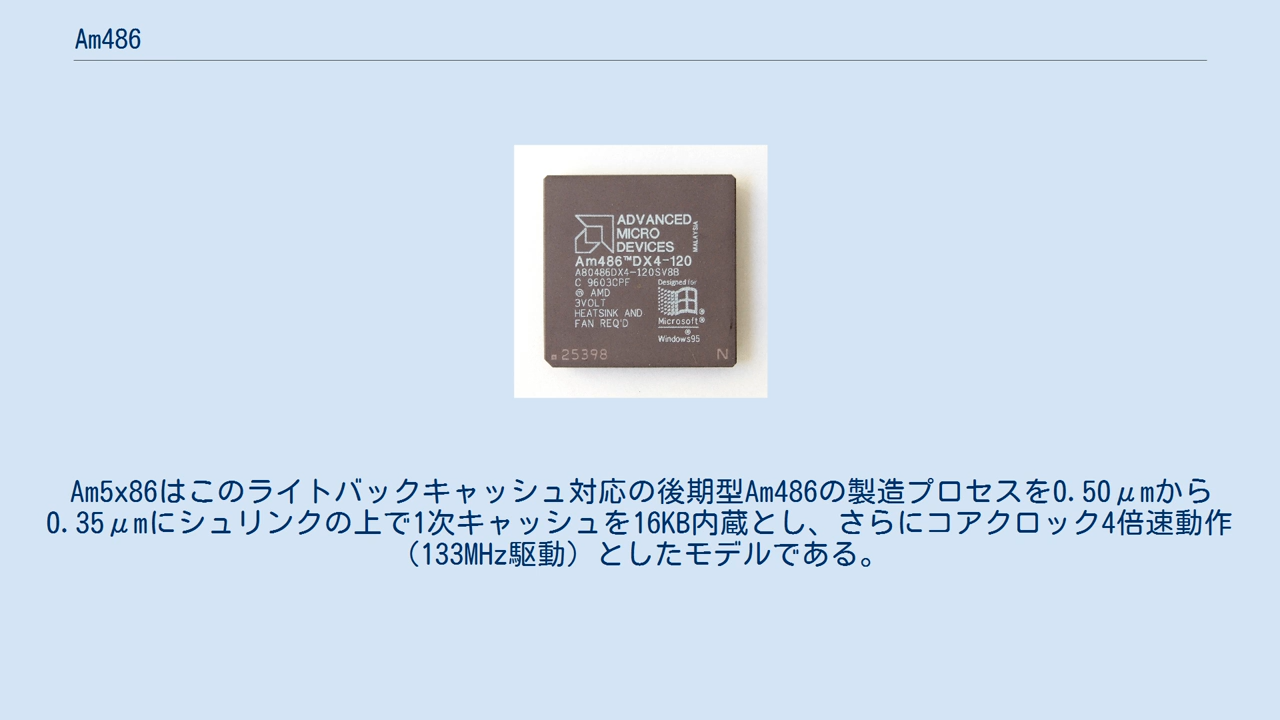 Am486
ADVANCED
MICRO
DEVICES
MALAYSIA
Am486™DX4-120
A80486DX4-120SV8B
C 9603CPF
Ⓜ AMD
3VOLT
HEATSINK AND
FAN REQ'D
Designed for
Microsoft®
®
Windows95
25398
N
Am5x86はこのライトバックキャッシュ対応の後期型Am486の製造プロセスを0.50μmから
0.35μmにシュリンクの上で1次キャッシュを16KB内蔵とし、さらにコアクロック4倍速動作
（133MHz駆動）としたモデルである。